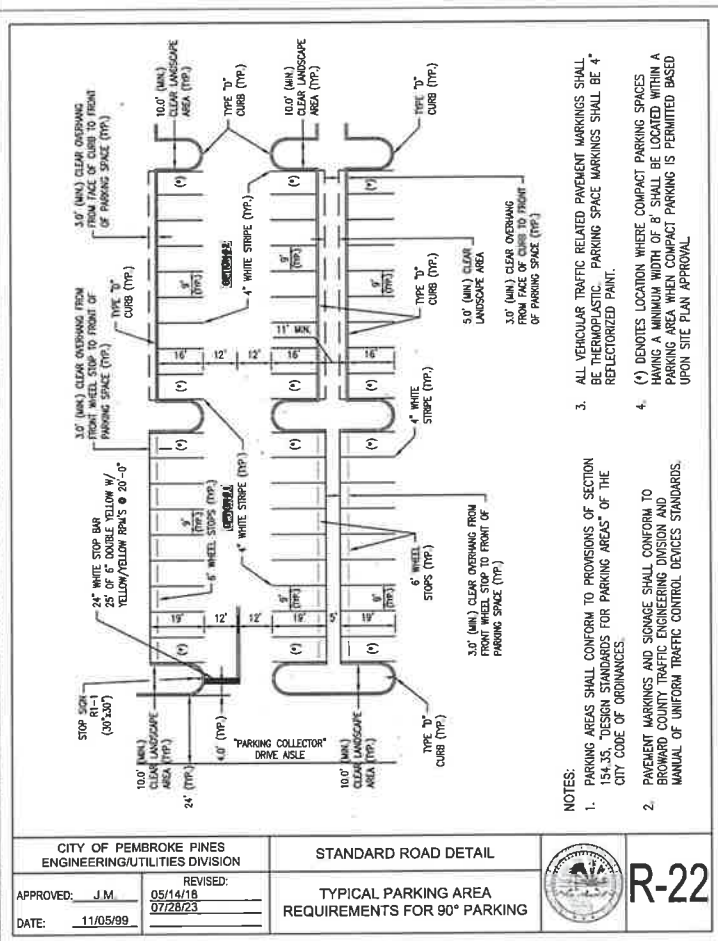 3.0' (MIN.) CLEAR OVERHANG
FROM FACE OF CURB TO FRONT
OF PARKING SPACE (TYP.)
10.0' (MIN.)
CLEAR LANDSCAPE
AREA (TYP.)
TYPE "D"
CURB (TYP.)
10.0' (MIN.)
CLEAR LANDSCAPE
AREA (TYP.)
TYPE "D"
CURB (TYP.)
TYPE "D"
CURB (TYP.)
3.0' (MIN.) CLEAR OVERHANG FROM
FRONT WHEEL STOP TO FRONT OF
PARKING SPACE (TYP.)
24" WHITE STOP BAR
25' OF 6" DOUBLE YELLOW W/
YELLOW/YELLOW RPM'S @ 20'-0"
STOP SIGN
R1-1
(30"x30")
10.0' (MIN.)
CLEAR LANDSCAPE
AREA (TYP.)
24' (TYP.)
4.0' (TYP.)
"PARKING COLLECTOR"
DRIVE AISLE
10.0' (MIN.)
CLEAR LANDSCAPE
AREA (TYP.)
TYPE "D"
CURB (TYP.)
6' WHEEL STOPS (TYP.)
4" WHITE STRIPE (TYP.)
4" WHITE STRIPE (TYP.)
9'
(TYP.)
9'
(TYP.)
9'
(TYP.)
9'
(TYP.)
(*)
(*)
(*)
(*)
(*)
(*)
(*)
(*)
(*)
(*)
(*)
(*)
19'
12'
12'
19'
5'
19'
16'
12'
12'
16'
11' MIN.
16'
6' WHEEL
STOPS (TYP.)
3.0' (MIN.) CLEAR OVERHANG FROM
FRONT WHEEL STOP TO FRONT OF
PARKING SPACE (TYP.)
4" WHITE
STRIPE (TYP.)
TYPE "D"
CURB (TYP.)
5.0' (MIN.) CLEAR
LANDSCAPE AREA
3.0' (MIN.) CLEAR OVERHANG
FROM FACE OF CURB TO FRONT
OF PARKING SPACE (TYP.)
TYPE "D"
CURB (TYP.)
NOTES:
1. PARKING AREAS SHALL CONFORM TO PROVISIONS OF SECTION
154.35, "DESIGN STANDARDS FOR PARKING AREAS" OF THE
CITY CODE OF ORDINANCES.
2. PAVEMENT MARKINGS AND SIGNAGE SHALL CONFORM TO
BROWARD COUNTY TRAFFIC ENGINEERING DIVISION AND
MANUAL OF UNIFORM TRAFFIC CONTROL DEVICES STANDARDS.
3. ALL VEHICULAR TRAFFIC RELATED PAVEMENT MARKINGS SHALL
BE THERMOPLASTIC. PARKING SPACE MARKINGS SHALL BE 4"
REFLECTORIZED PAINT.
4. (*) DENOTES LOCATION WHERE COMPACT PARKING SPACES
HAVING A MINIMUM WIDTH OF 8' SHALL BE LOCATED WITHIN A
PARKING AREA WHEN COMPACT PARKING IS PERMITTED BASED
UPON SITE PLAN APPROVAL.
CITY OF PEMBROKE PINES
ENGINEERING/UTILITIES DIVISION
APPROVED: J.M.
DATE: 11/05/99
REVISED:
05/14/18
07/28/23
STANDARD ROAD DETAIL
TYPICAL PARKING AREA
REQUIREMENTS FOR 90° PARKING
R-22